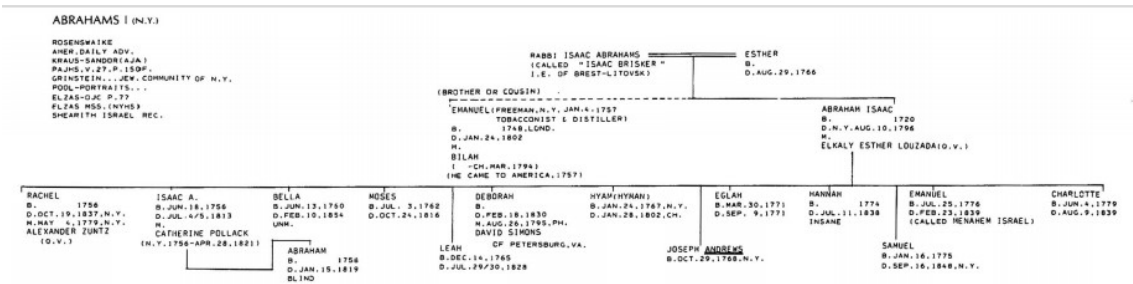 ABRAHAMS I (N.Y.)
ROSENSWAIKE
AMER.DAILY ADV.
KRAUS-SANDOR(AJA)
PAJHS.V.27.P.150F.
GRINSTEIN...JEW.COMMUNITY OF N.Y.
POOL-PORTRAITS...
ELZAS-OJC P.77
ELZAS MSS.(NYHS)
SHEARITH ISRAEL REC.
RABBI ISAAC ABRAHAMS
(CALLED "ISAAC BRISKER"
I.E. OF BREST-LITOVSK)
ESTHER
B.
D.AUG.29,1766
(BROTHER OR COUSIN)
EMANUEL(FREEMAN,N.Y. JAN.4,1757
TOBACCONIST & DISTILLER)
B. 1748,LOND.
D.JAN.24,1802
M.
BILAH
( -CH.MAR.1794)
(HE CAME TO AMERICA,1757)
ABRAHAM ISAAC
B. 1720
D.N.Y.AUG.10,1796
M.
ELKALY ESTHER LOUZADA(Q.V.)
RACHEL
B. 1756
D.OCT.19,1837,N.Y.
M.MAY 4,1779,N.Y.
ALEXANDER ZUNTZ
(Q.V.)
ISAAC A.
B.JUN.18,1756
D.JUL.4/5,1813
M.
CATHERINE POLLACK
(N.Y.1756-APR.28,1821)
ABRAHAM
B. 1756
D.JAN.15,1819
BLIND
BELLA
B.JUN.13,1760
D.FEB.10,1854
UNM.
MOSES
B.JUL. 3,1762
D.OCT.24,1816
LEAH
B.DEC.14,1765
D.JUL.29/30,1828
DEBORAH
B.
D.FEB.18,1830
M.AUG.26,1795,PH.
DAVID SIMONS
OF PETERSBURG,VA.
HYAM(HYMAN)
B.JAN.24,1767,N.Y.
D.JAN.28,1802,CH.
JOSEPH ANDREWS
B.OCT.29,1768,N.Y.
EGLAH
B.MAR.30,1771
D.SEP. 9,1771
HANNAH
B. 1774
D.JUL.11,1838
INSANE
SAMUEL
B.JAN.16,1775
D.SEP.16,1848,N.Y.
EMANUEL
B.JUL.25,1776
D.FEB.23,1839
(CALLED MENAHEM ISRAEL)
CHARLOTTE
B.JUN.4,1779
D.AUG.9,1839